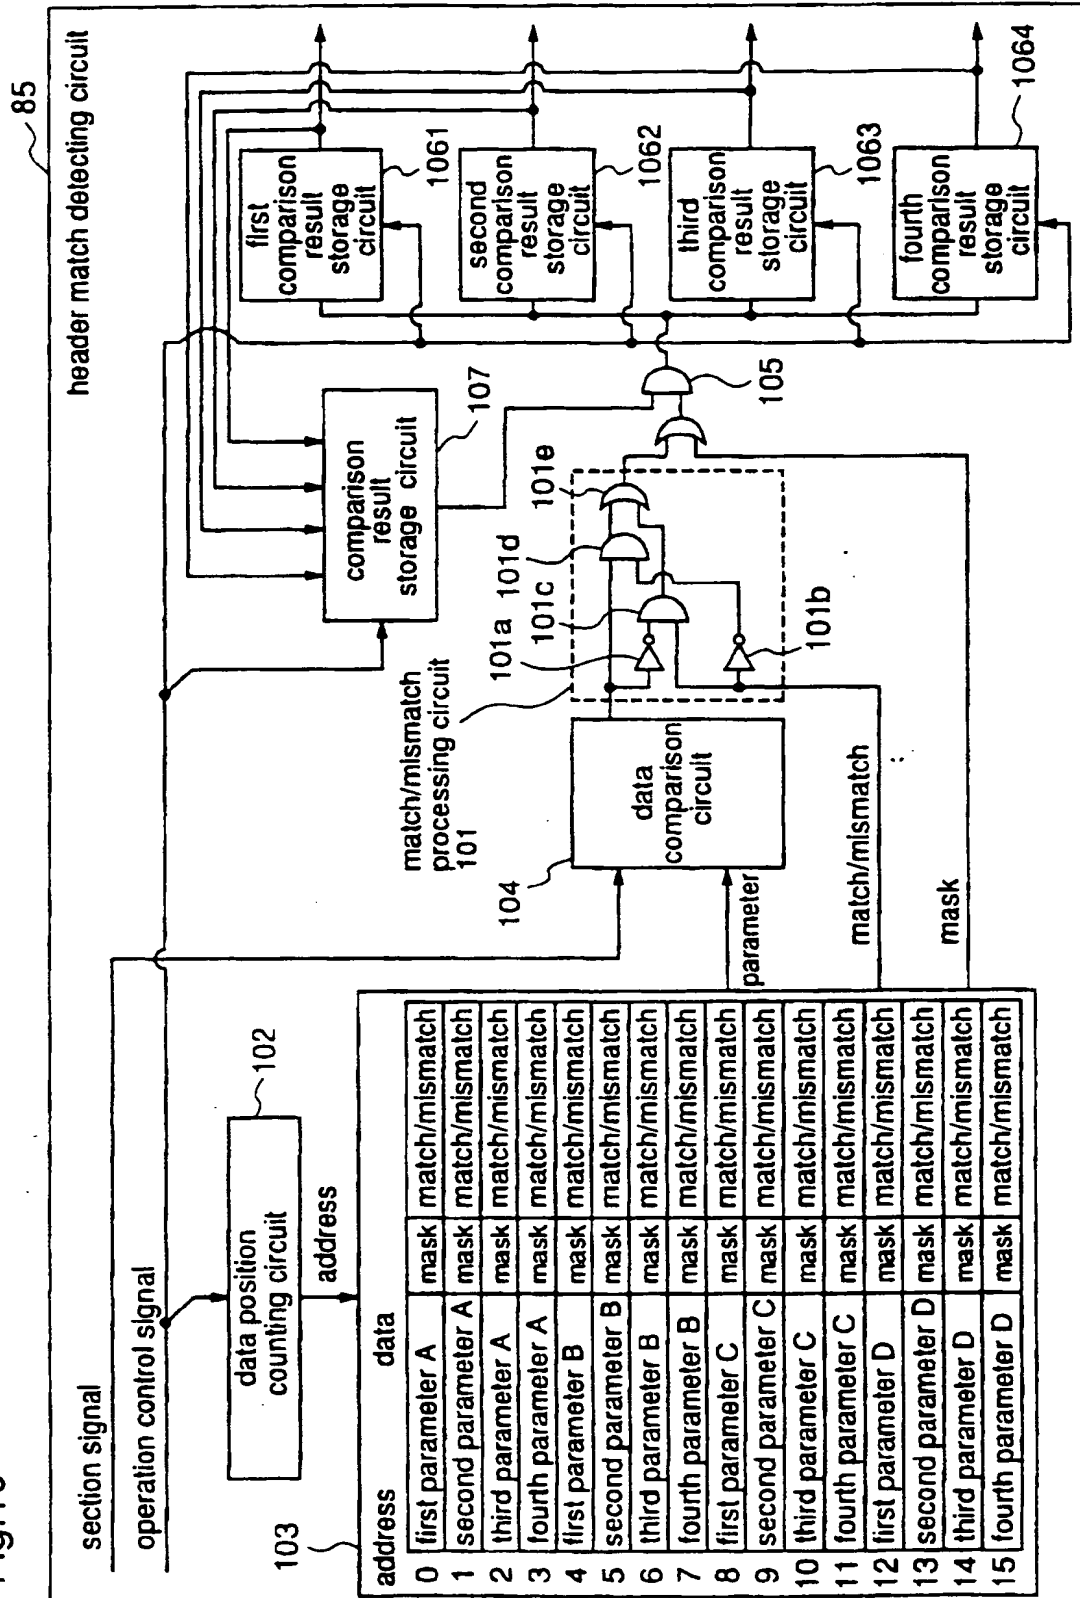 85
header match detecting circuit
section signal
operation control signal
data position
counting circuit
102
address
103
address data
0 first parameter A mask match/mismatch
1 second parameter A mask match/mismatch
2 third parameter A mask match/mismatch
3 fourth parameter A mask match/mismatch
4 first parameter B mask match/mismatch
5 second parameter B mask match/mismatch
6 third parameter B mask match/mismatch
7 fourth parameter B mask match/mismatch
8 first parameter C mask match/mismatch
9 second parameter C mask match/mismatch
10 third parameter C mask match/mismatch
11 fourth parameter C mask match/mismatch
12 first parameter D mask match/mismatch
13 second parameter D mask match/mismatch
14 third parameter D mask match/mismatch
15 fourth parameter D mask match/mismatch
parameter
match/mismatch
mask
104
data
comparison
circuit
match/mismatch
processing circuit
101
101a
101b
101c
101d
101e
105
comparison
result
storage circuit
107
first
comparison
result
storage
circuit
1061
second
comparison
result
storage
circuit
1062
third
comparison
result
storage
circuit
1063
fourth
comparison
result
storage
circuit
1064